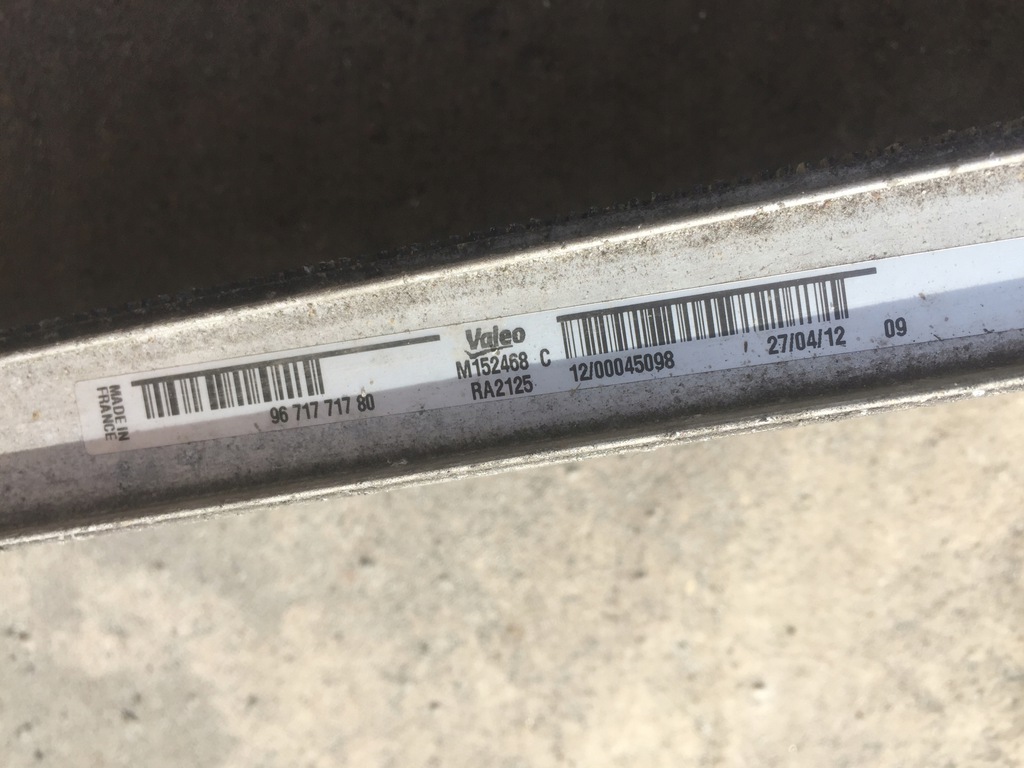 MADE IN
FRANCE
96 717 717 80
Valeo
M152468 C
RA2125
12/00045098
27/04/12
09